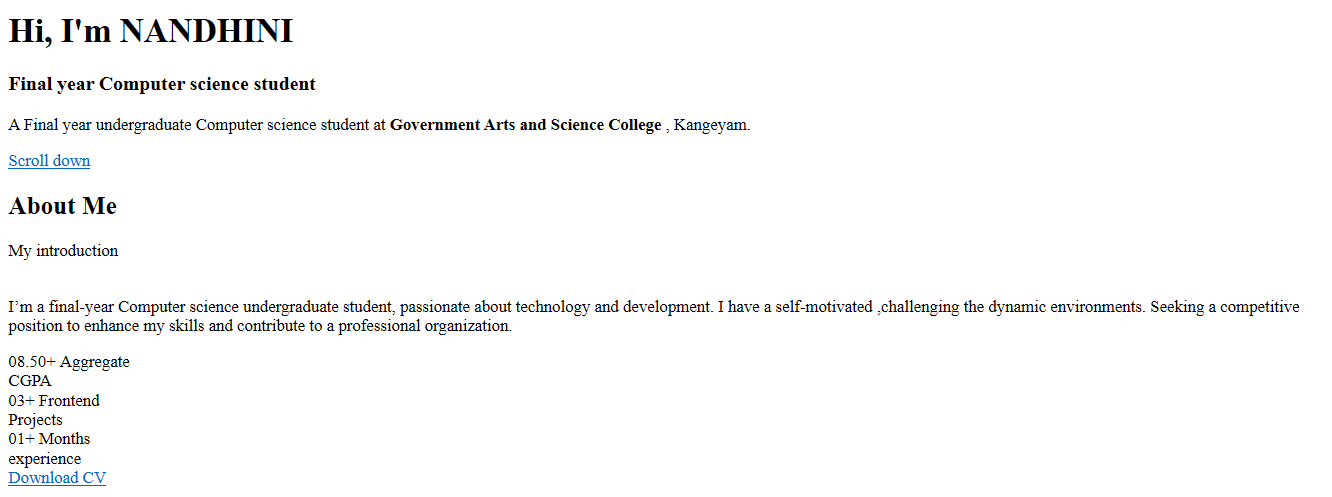 Hi, I'm NANDHINI
Final year Computer science student
A Final year undergraduate Computer science student at Government Arts and Science College , Kangeyam.
Scroll down
About Me
My introduction
I’m a final-year Computer science undergraduate student, passionate about technology and development. I have a self-motivated ,challenging the dynamic environments. Seeking a competitive
position to enhance my skills and contribute to a professional organization.
08.50+ Aggregate
CGPA
03+ Frontend
Projects
01+ Months
experience
Download CV